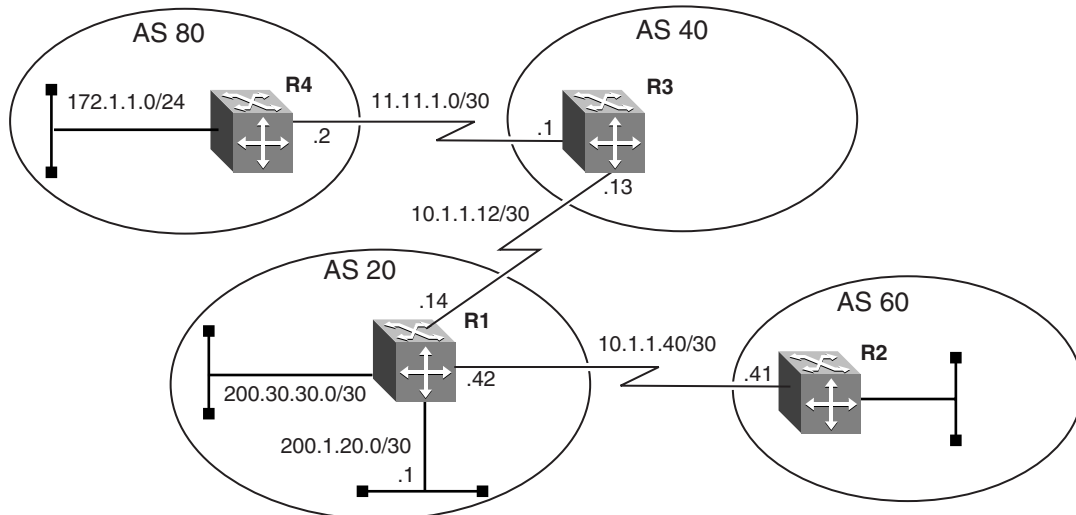 AS 80
AS 40
172.1.1.0/24
R4
11.11.1.0/30
R3
.2
.1
.13
10.1.1.12/30
AS 20
AS 60
.14
R1
10.1.1.40/30
R2
.42
.41
200.30.30.0/30
200.1.20.0/30
.1